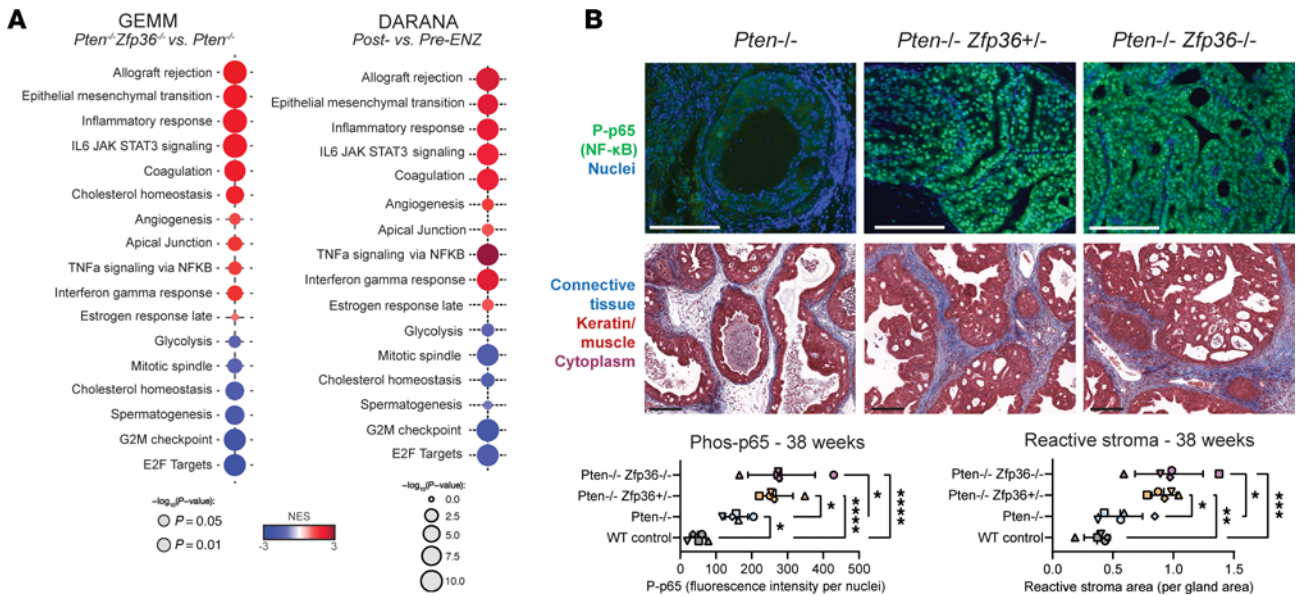 A
GEMM
Pten-/-Zfp36-/- vs. Pten-/-
Allograft rejection
Epithelial mesenchymal transition
Inflammatory response
IL6 JAK STAT3 signaling
Coagulation
Cholesterol homeostasis
Angiogenesis
Apical Junction
TNFa signaling via NFKB
Interferon gamma response
Estrogen response late
Glycolysis
Mitotic spindle
Cholesterol homeostasis
Spermatogenesis
G2M checkpoint
E2F Targets
-log10(P-value):
P = 0.05
P = 0.01
NES
-3
3
DARANA
Post- vs. Pre-ENZ
Allograft rejection
Epithelial mesenchymal transition
Inflammatory response
IL6 JAK STAT3 signaling
Coagulation
Angiogenesis
Apical Junction
TNFa signaling via NFKB
Interferon gamma response
Estrogen response late
Glycolysis
Mitotic spindle
Cholesterol homeostasis
Spermatogenesis
G2M checkpoint
E2F Targets
-log10(P-value):
0.0
2.5
5.0
7.5
10.0
B
Pten-/-
Pten-/- Zfp36+/-
Pten-/- Zfp36-/-
P-p65
(NF-κB)
Nuclei
Connective
tissue
Keratin/
muscle
Cytoplasm
Phos-p65 - 38 weeks
Pten-/- Zfp36-/-
Pten-/- Zfp36+/-
Pten-/-
WT control
* * **** * ****
0 100 200 300 400 500
P-p65 (fluorescence intensity per nuclei)
Reactive stroma - 38 weeks
Pten-/- Zfp36-/-
Pten-/- Zfp36+/-
Pten-/-
WT control
* ** * ***
0.0 0.5 1.0 1.5
Reactive stroma area (per gland area)